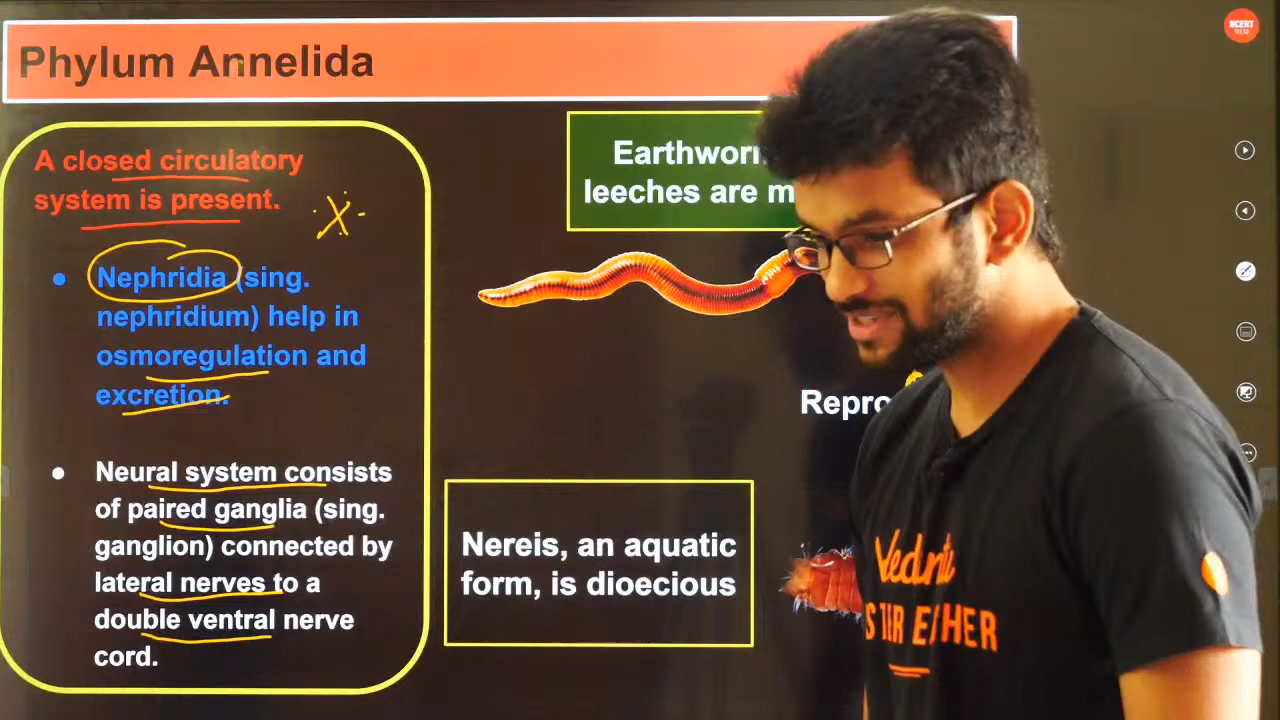 Phylum Annelida
A closed circulatory
system is present.
X
Nephridia (sing.
nephridium) help in
osmoregulation and
excretion.
Neural system consists
of paired ganglia (sing.
ganglion) connected by
lateral nerves to a
double ventral nerve
cord.
leeches are
Nereis, an aquatic
form, is dioecious
NCERT